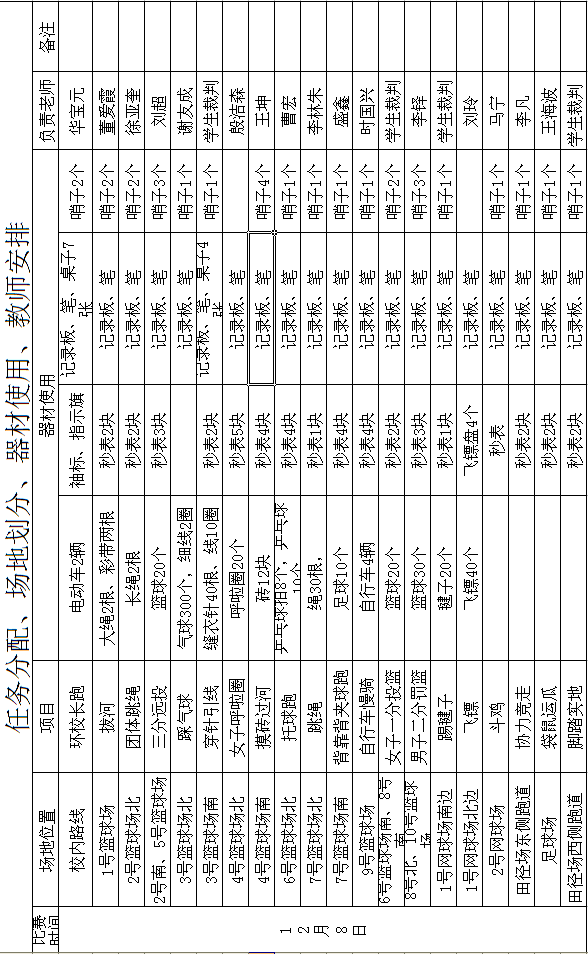 任务分配、场地划分、器材使用、教师安排
比赛时间 场地位置 项目 器材使用 负责老师 备注
12月8日
校内路线 环校长跑 电动车2辆 袖标、指示旗 记录板、笔、桌子7张 哨子2个 华宝元
1号篮球场 拔河 大绳2根、彩带两根 秒表2块 记录板、笔 哨子2个 董爱霞
2号篮球场北 团体跳绳 长绳2根 秒表2块 记录板、笔 哨子2个 徐亚奎
2号南、5号篮球场 三分远投 篮球20个 秒表3块 记录板、笔 哨子3个 刘超
3号篮球场北 踩气球 气球300个，细线2圈 记录板、笔 哨子1个 谢友成
3号篮球场南 穿针引线 缝衣针40根、线10圈 秒表2块 记录板、笔、桌子4张 哨子1个 学生裁判
4号篮球场北 女子呼啦圈 呼啦圈20个 秒表5块 记录板、笔 殷洁森
4号篮球场南 摸砖过河 砖12块 秒表4块 记录板、笔 哨子4个 王坤
6号篮球场北 托球跑 乒乓球拍8个，乒乓球10个 秒表4块 记录板、笔 哨子1个 曹宏
7号篮球场北 跳绳 绳30根， 秒表1块 记录板、笔 哨子1个 李林朱
7号篮球场南 背靠背夹球跑 足球10个 秒表4块 记录板、笔 哨子1个 盛鑫
9号篮球场 自行车慢骑 自行车4辆 秒表4块 记录板、笔 哨子1个 时国兴
6号篮球场南、8号南 女子一分投篮 篮球20个 秒表2块 记录板、笔 哨子2个 学生裁判
8号北、10号篮球场 男子二分罚篮 篮球30个 秒表3块 记录板、笔 哨子3个 李铎
1号网球场南边 踢毽子 毽子20个 秒表1块 记录板、笔 哨子1个 学生裁判
1号网球场北边 飞镖 飞镖40个 飞镖盘4个 记录板、笔 刘玲
2号网球场 斗鸡 秒表 记录板、笔 哨子1个 马宁
田径场东侧跑道 协力竞走 秒表2块 记录板、笔 哨子1个 李凡
足球场 袋鼠运瓜 秒表2块 记录板、笔 哨子1个 王海波
田径场西侧跑道 脚踏实地 秒表2块 记录板、笔 哨子1个 学生裁判